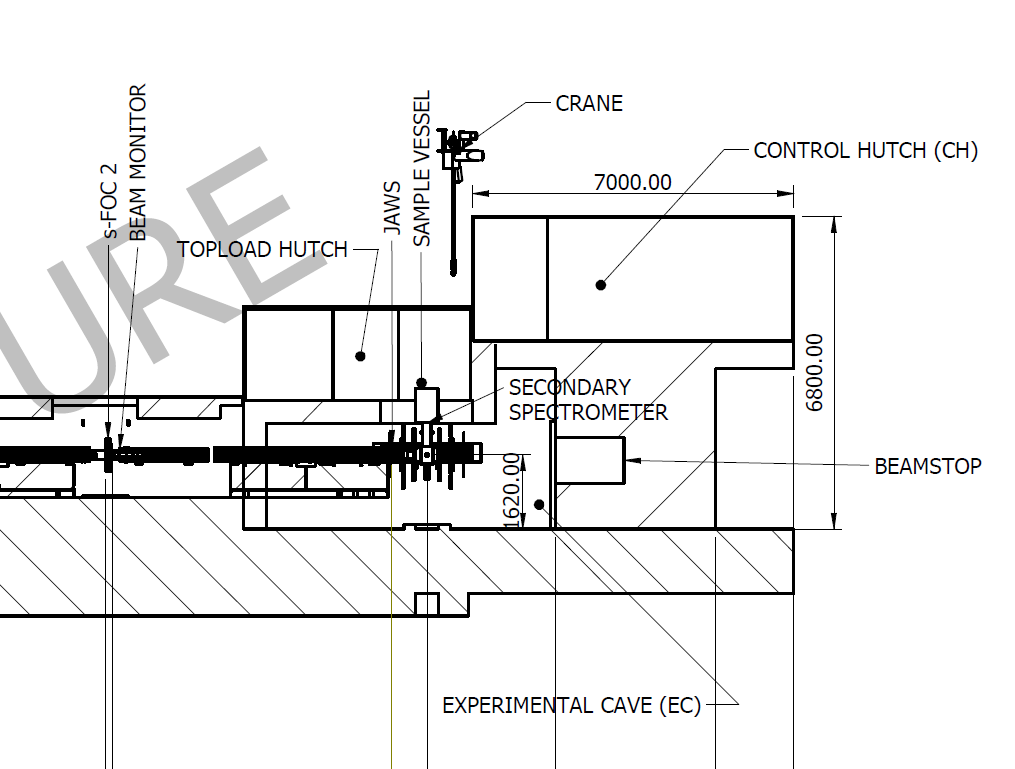 CRANE
CONTROL HUTCH (CH)
7000.00
s-FOC 2
BEAM MONITOR
JAWS
SAMPLE VESSEL
TOPLOAD HUTCH
URE
6800.00
SECONDARY
SPECTROMETER
1620.00
BEAMSTOP
EXPERIMENTAL CAVE (EC)